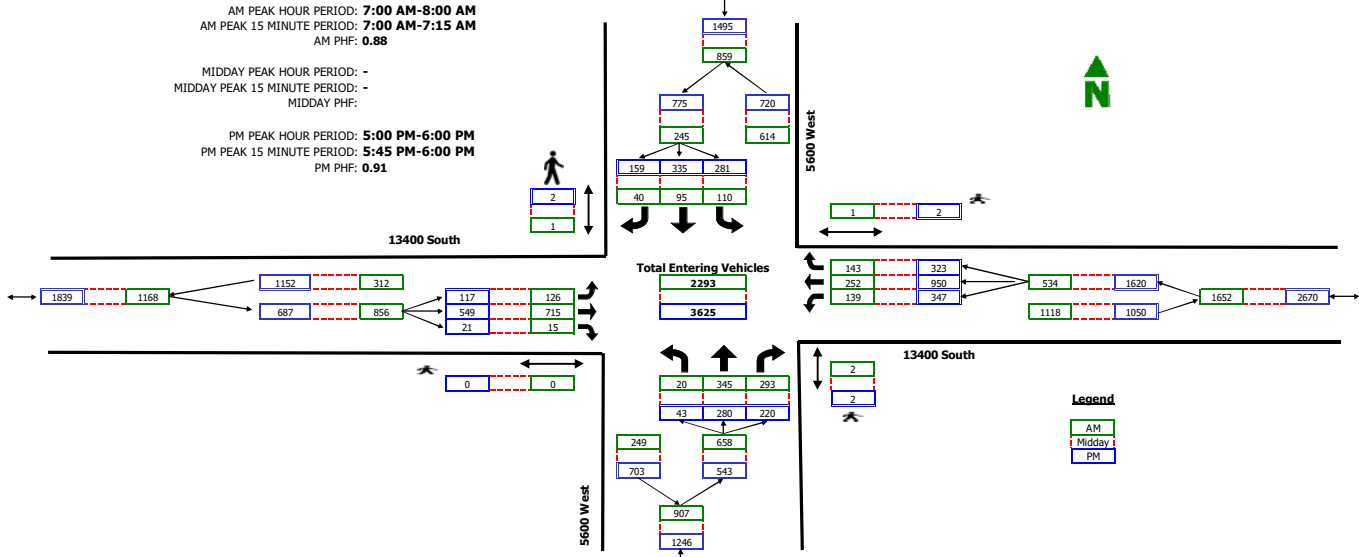 AM PEAK HOUR PERIOD: 7:00 AM-8:00 AM
AM PEAK 15 MINUTE PERIOD: 7:00 AM-7:15 AM
AM PHF: 0.88
MIDDAY PEAK HOUR PERIOD: -
MIDDAY PEAK 15 MINUTE PERIOD: -
MIDDAY PHF:
PM PEAK HOUR PERIOD: 5:00 PM-6:00 PM
PM PEAK 15 MINUTE PERIOD: 5:45 PM-6:00 PM
PM PHF: 0.91
1495
859
775 720
245 614
159 335 281
40 95 110
5600 West
N
2
1
1 2
13400 South
Total Entering Vehicles
2293
3625
1839 1168
1152 312
687 856
117 126
549 715
21 15
143 323
252 950
139 347
534 1620
1118 1050
1652 2670
13400 South
0 0
20 345 293
43 280 220
2
2
249 658
703 543
907
1246
5600 West
Legend
AM
Midday
PM